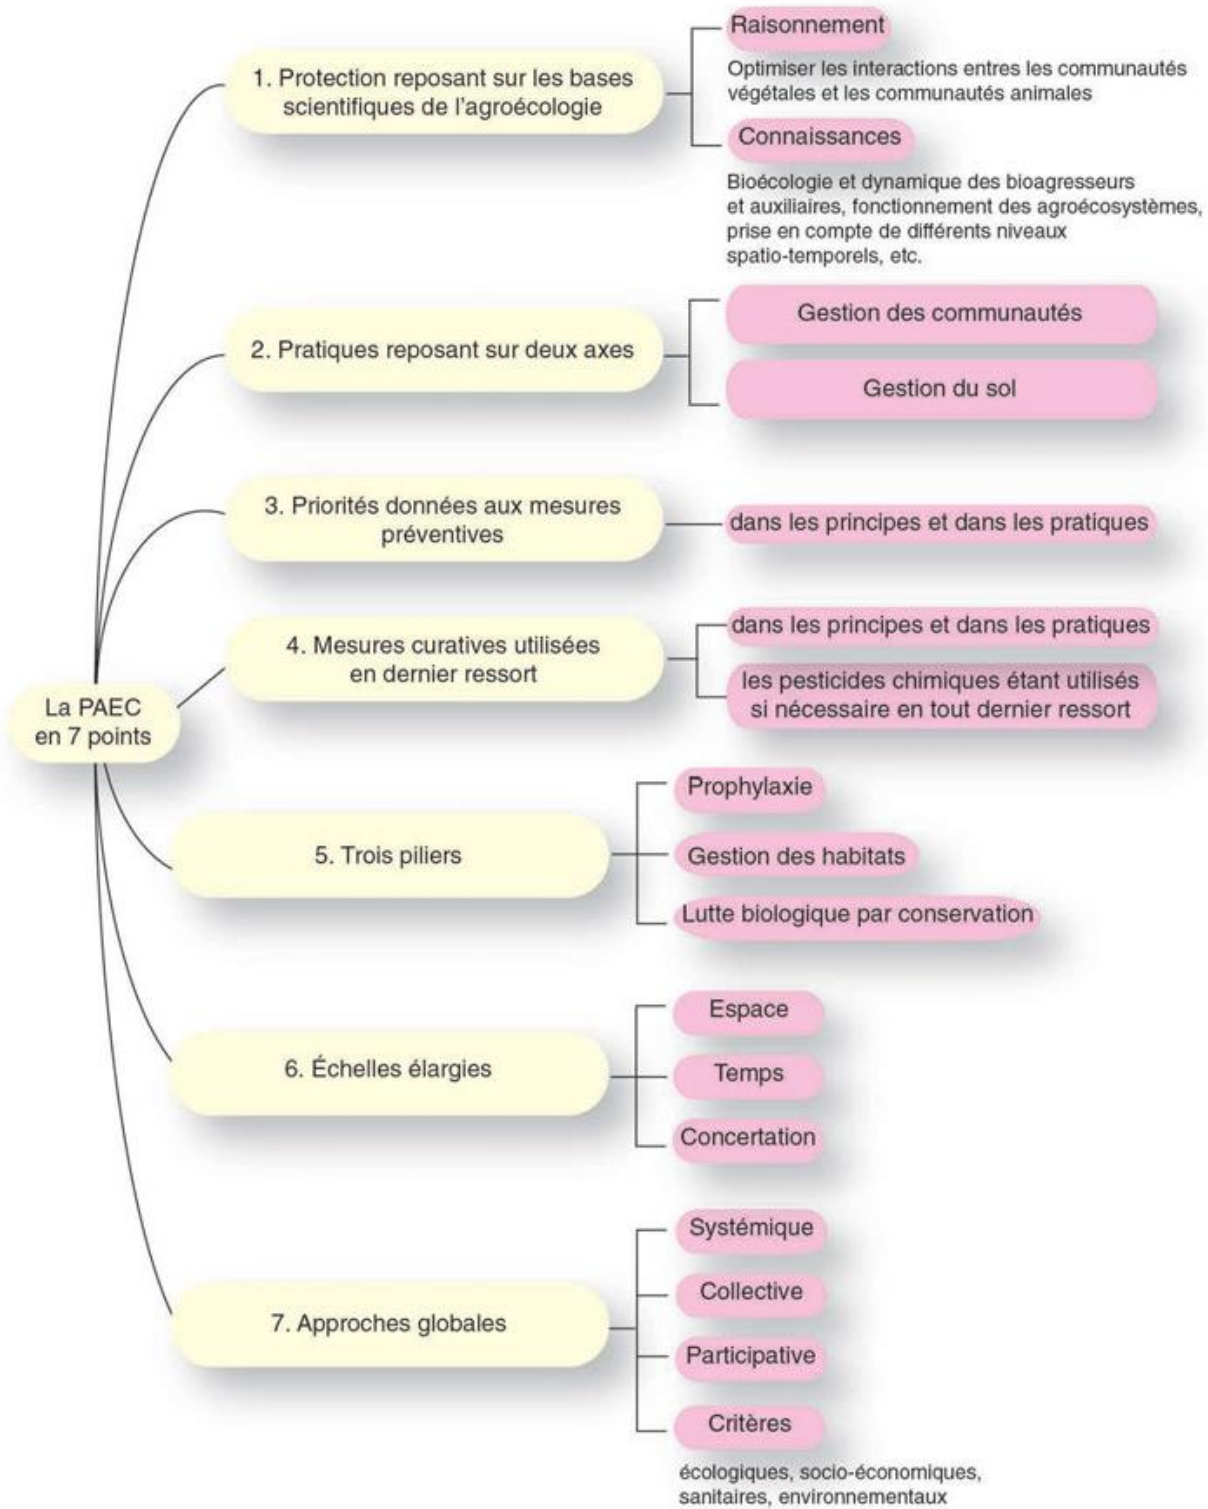 La PAEC
en 7 points
1. Protection reposant sur les bases
scientifiques de l'agroécologie
Raisonnement
Optimiser les interactions entres les communautés
végétales et les communautés animales
Connaissances
Bioécologie et dynamique des bioagresseurs
et auxiliaires, fonctionnement des agroécosystèmes,
prise en compte de différents niveaux
spatio-temporels, etc.
2. Pratiques reposant sur deux axes
Gestion des communautés
Gestion du sol
3. Priorités données aux mesures
préventives
dans les principes et dans les pratiques
4. Mesures curatives utilisées
en dernier ressort
dans les principes et dans les pratiques
les pesticides chimiques étant utilisés
si nécessaire en tout dernier ressort
5. Trois piliers
Prophylaxie
Gestion des habitats
Lutte biologique par conservation
6. Échelles élargies
Espace
Temps
Concertation
7. Approches globales
Systémique
Collective
Participative
Critères
écologiques, socio-économiques,
sanitaires, environnementaux